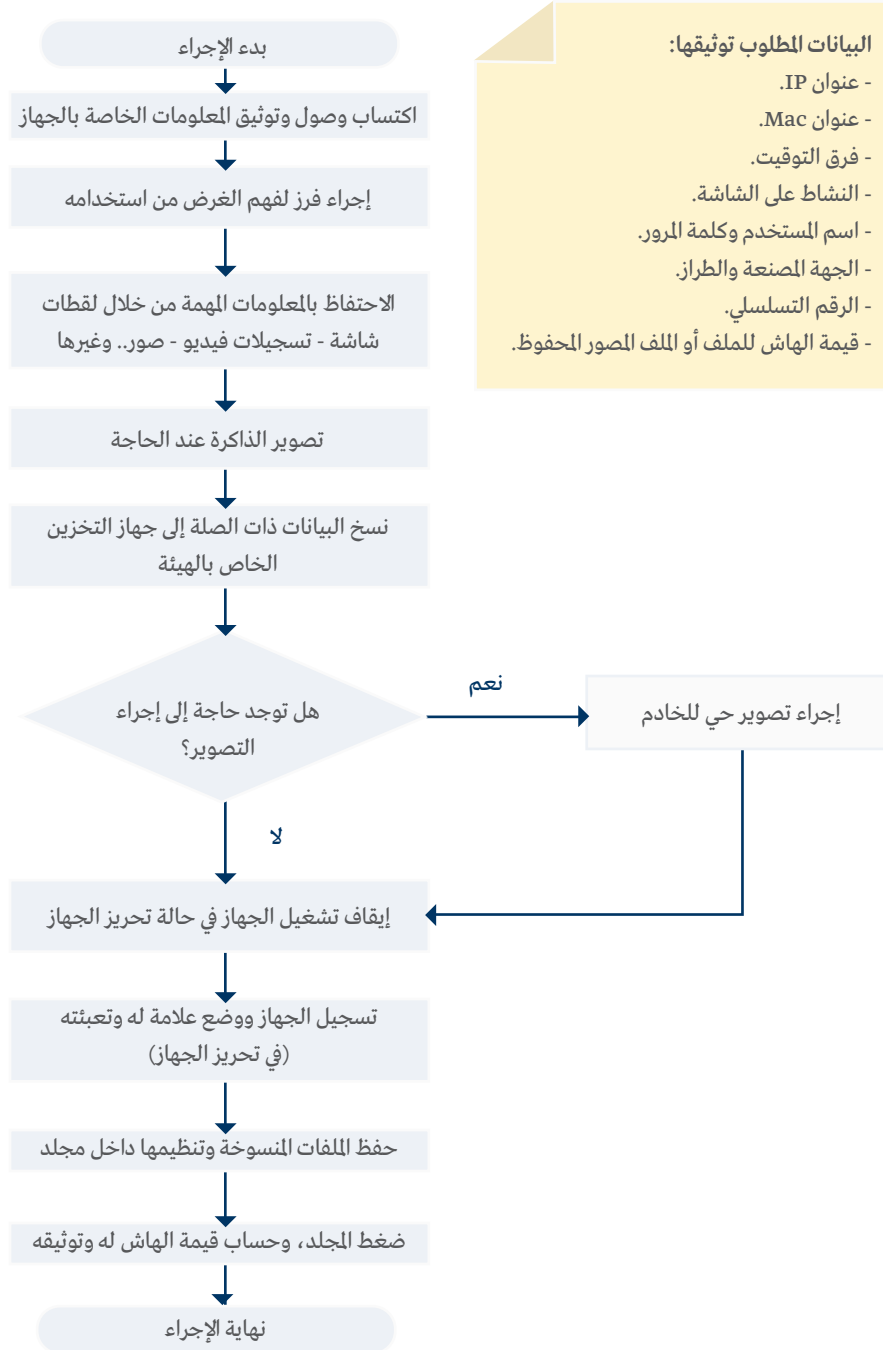 بدء الإجراء
اكتساب وصول وتوثيق المعلومات الخاصة بالجهاز
إجراء فرز لفهم الغرض من استخدامه
الاحتفاظ بالمعلومات المهمة من خلال لقطات
شاشة - تسجيلات فيديو - صور.. وغيرها
تصوير الذاكرة عند الحاجة
نسخ البيانات ذات الصلة إلى جهاز التخزين
الخاص بالهيئة
هل توجد حاجة إلى إجراء
التصوير؟
نعم
إجراء تصوير حي للخادم
لا
إيقاف تشغيل الجهاز في حالة تحريز الجهاز
تسجيل الجهاز ووضع علامة له وتعبئته
(في تحريز الجهاز)
حفظ الملفات المنسوخة وتنظيمها داخل مجلد
ضغط المجلد، وحساب قيمة الهاش له وتوثيقه
نهاية الإجراء
البيانات المطلوب توثيقها:
- عنوان IP.
- عنوان Mac.
- فرق التوقيت.
- النشاط على الشاشة.
- اسم المستخدم وكلمة المرور.
- الجهة المصنعة والطراز.
- الرقم التسلسلي.
- قيمة الهاش للملف أو الملف المصور المحفوظ.